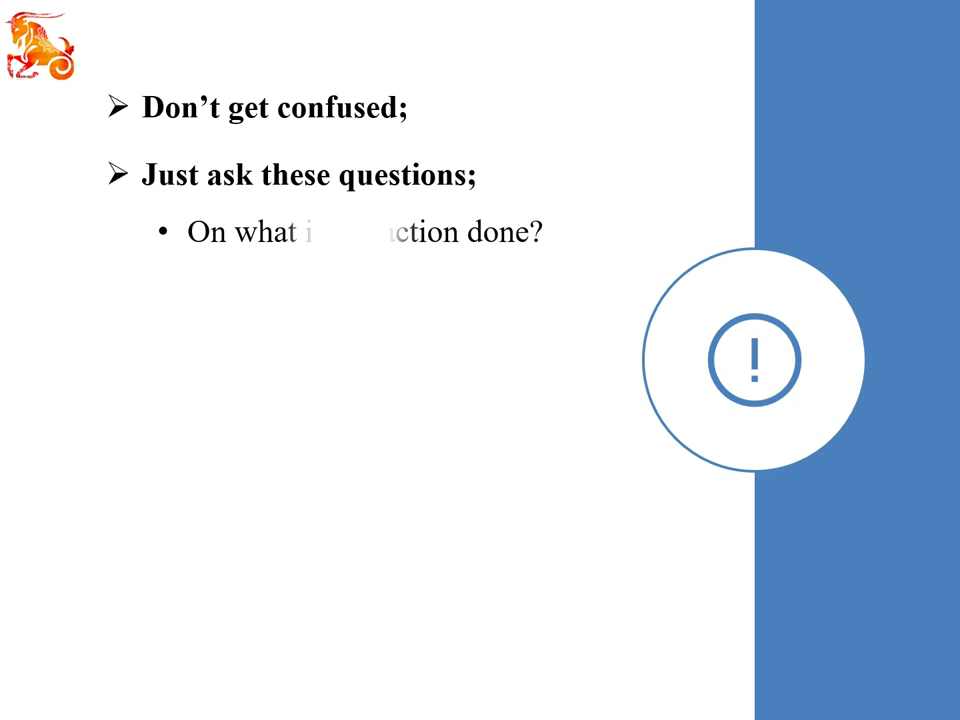 Don’t get confused;
Just ask these questions;
On what done?
!